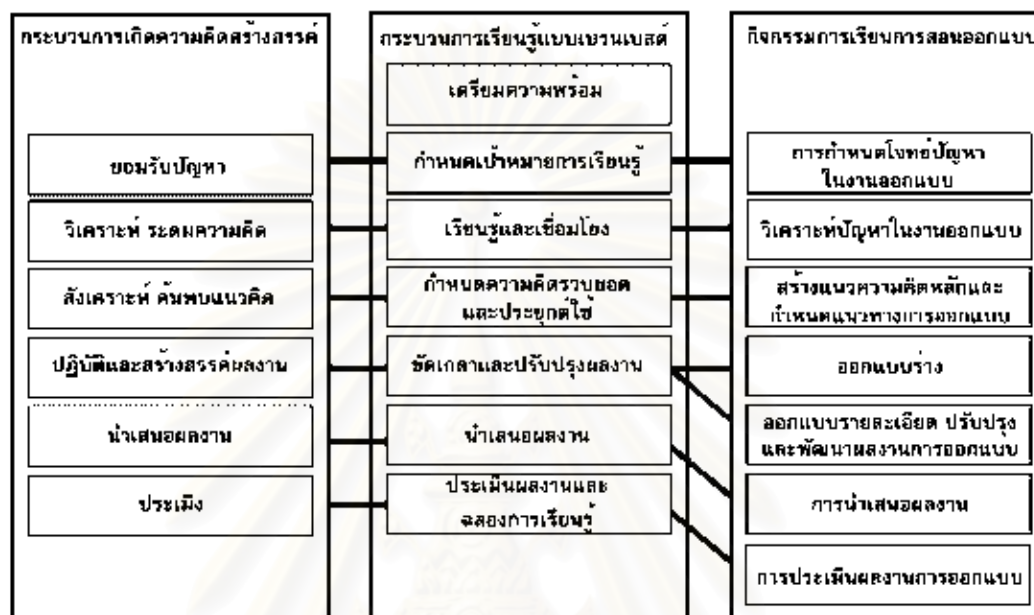 กระบวนการเกิดความคิดสร้างสรรค์
ยอมรับปัญหา
วิเคราะห์ ระดมความคิด
สังเคราะห์ ค้นพบแนวคิด
ปฏิบัติและสร้างสรรค์ผลงาน
นำเสนอผลงาน
ประเมิง
กระบวนการเรียนรู้แบบเบรนเบสด์
เตรียมความพร้อม
กำหนดเป้าหมายการเรียนรู้
เรียนรู้และเชื่อมโยง
กำหนดความคิดรวบยอด
และประยุกต์ใช้
ขัดเกลาและปรับปรุงผลงาน
นำเสนอผลงาน
ประเมินผลงานและ
ฉลองการเรียนรู้
กิจกรรมการเรียนการสอนออกแบบ
การกำหนดโจทย์ปัญหา
ในงานออกแบบ
วิเคราะห์ปัญหาในงานออกแบบ
สร้างแนวความคิดหลักและ
กำหนดแนวทางการออกแบบ
ออกแบบร่าง
ออกแบบรายละเอียด ปรับปรุง
และพัฒนาผลงานการออกแบบ
การนำเสนอผลงาน
การประเมินผลงานการออกแบบ